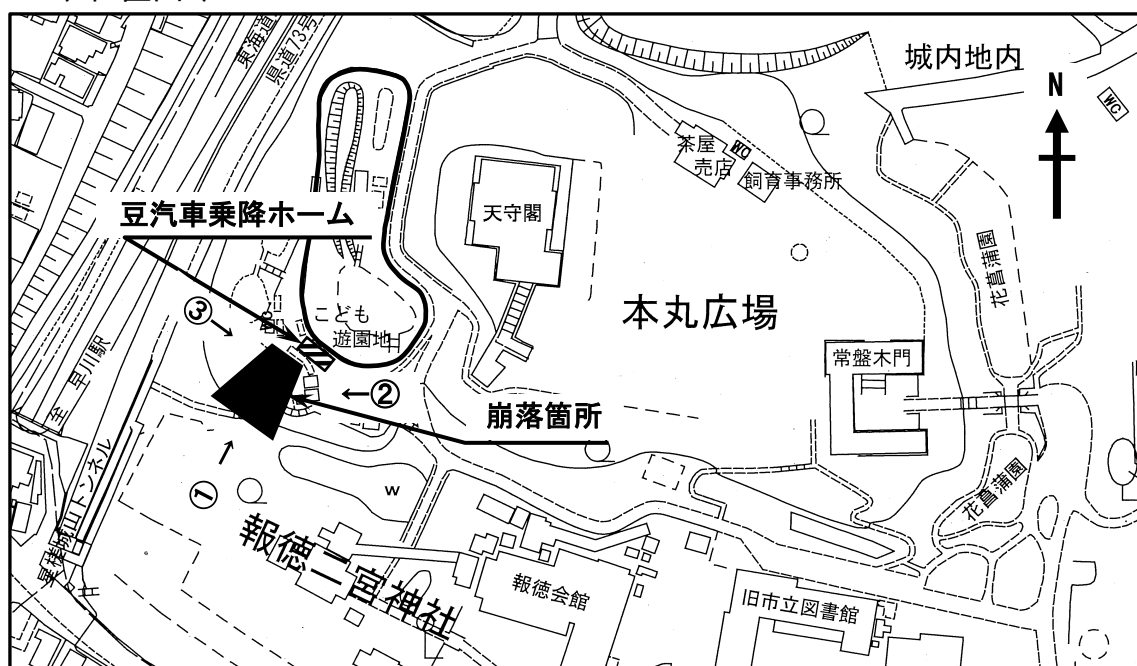 城内地内
N
WC
東海道
県道73号
茶屋
売店
WC
飼育事務所
天守閣
豆汽車乗降ホーム
花菖蒲園
本丸広場
③→
WC
こども
遊園地
常盤木門
←②
崩落箇所
至 早川駅
↑
①
W
花菖蒲園
報徳二宮神社
報徳会館
旧市立図書館